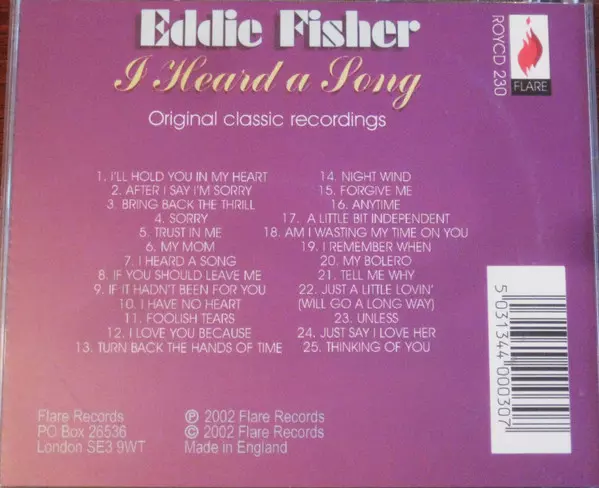 Eddie Fisher
I Heard a Song
Original classic recordings
ROYCD 230
FLARE
1. I'LL HOLD YOU IN MY HEART
2. AFTER I SAY I'M SORRY
3. BRING BACK THE THRILL
4. SORRY
5. TRUST IN ME
6. MY MOM
7. I HEARD A SONG
8. IF YOU SHOULD LEAVE ME
9. IF IT HADN'T BEEN FOR YOU
10. I HAVE NO HEART
11. FOOLISH TEARS
12. I LOVE YOU BECAUSE
13. TURN BACK THE HANDS OF TIME
14. NIGHT WIND
15. FORGIVE ME
16. ANYTIME
17. A LITTLE BIT INDEPENDENT
18. AM I WASTING MY TIME ON YOU
19. I REMEMBER WHEN
20. MY BOLERO
21. TELL ME WHY
22. JUST A LITTLE LOVIN'
(WILL GO A LONG WAY)
23. UNLESS
24. JUST SAY I LOVE HER
25. THINKING OF YOU
5 031344 000307
Flare Records
PO Box 26536
London SE3 9WT
℗ 2002 Flare Records
© 2002 Flare Records
Made in England